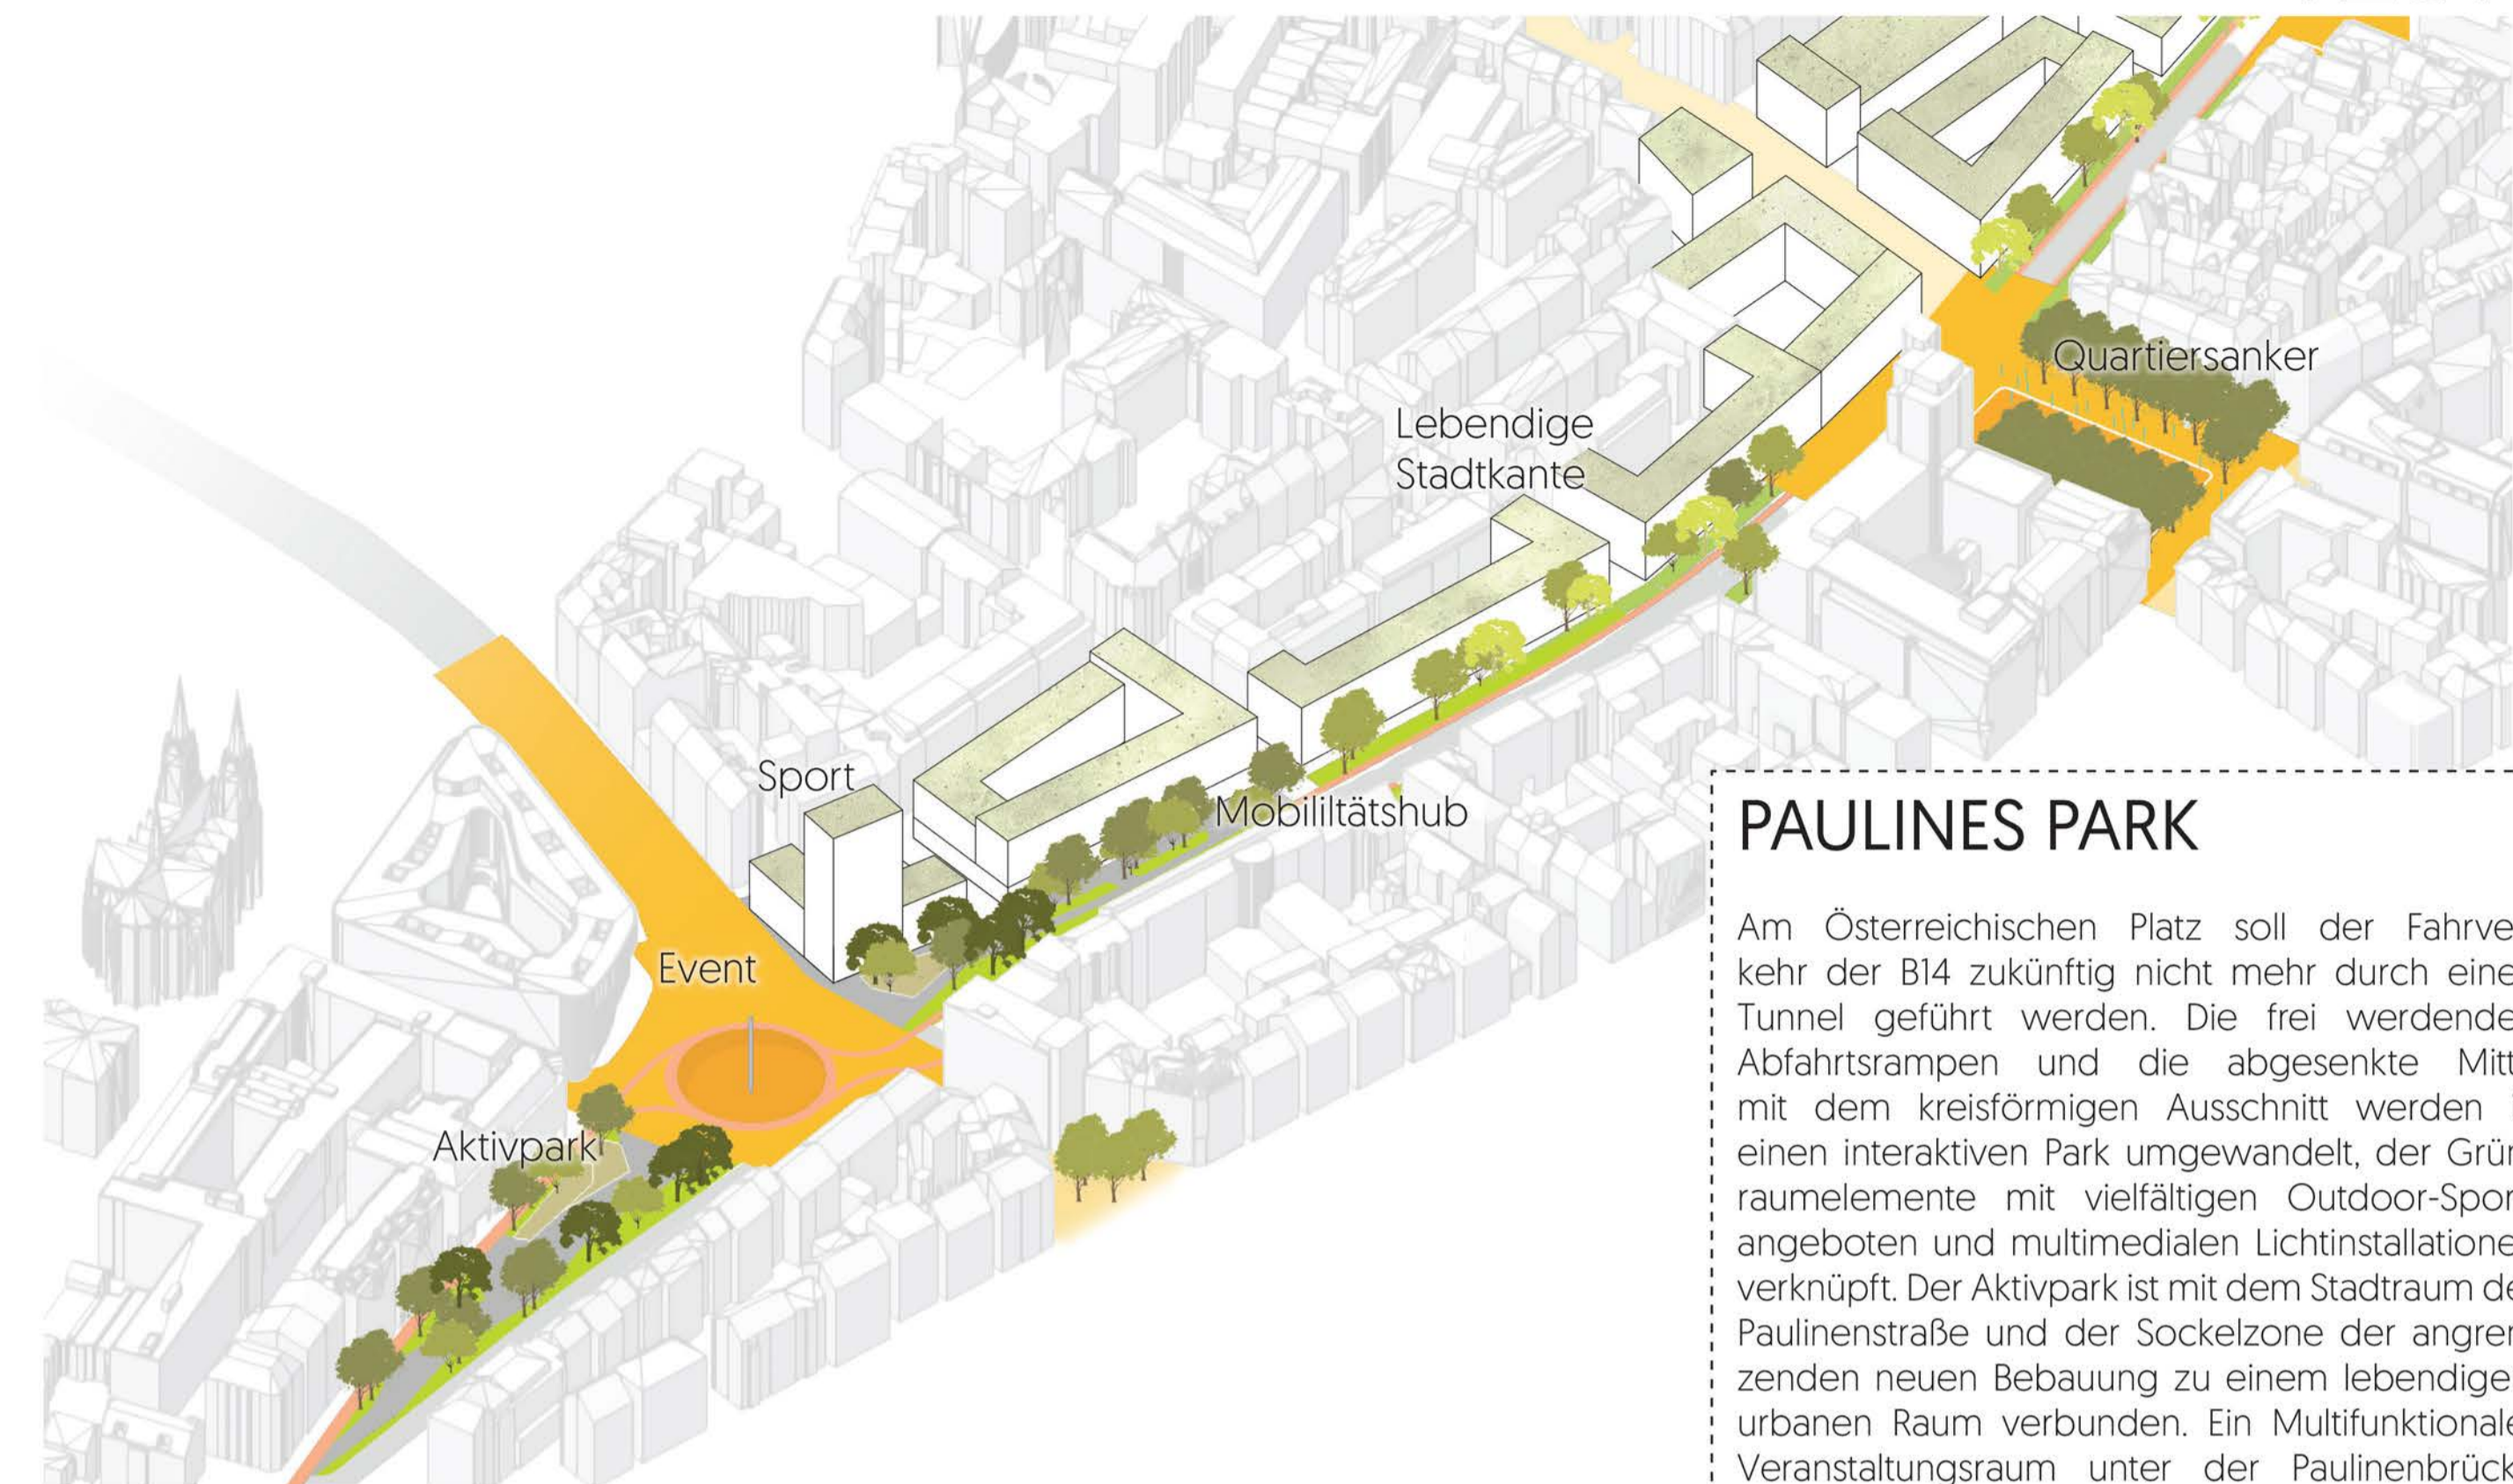 Quartiersanker
Lebendige
Stadtkante
Sport
Mobililtätshub
Event
Aktivpark
PAULINES PARK
Am Österreichischen Platz soll der Fahrve
kehr der B14 zukünftig nicht mehr durch eine
Tunnel geführt werden. Die frei werdende
Abfahrtsrampen und die abgesenkte Mitt
mit dem kreisförmigen Ausschnitt werden
einen interaktiven Park umgewandelt, der Grün
raumelemente mit vielfältigen Outdoor-Spor
angeboten und multimedialen Lichtinstallatione
verknüpft. Der Aktivpark ist mit dem Stadtraum de
Paulinenstraße und der Sockelzone der angren
zenden neuen Bebauung zu einem lebendige
urbanen Raum verbunden. Ein Multifunktionale
Veranstaltungsraum unter der Paulinenbrück